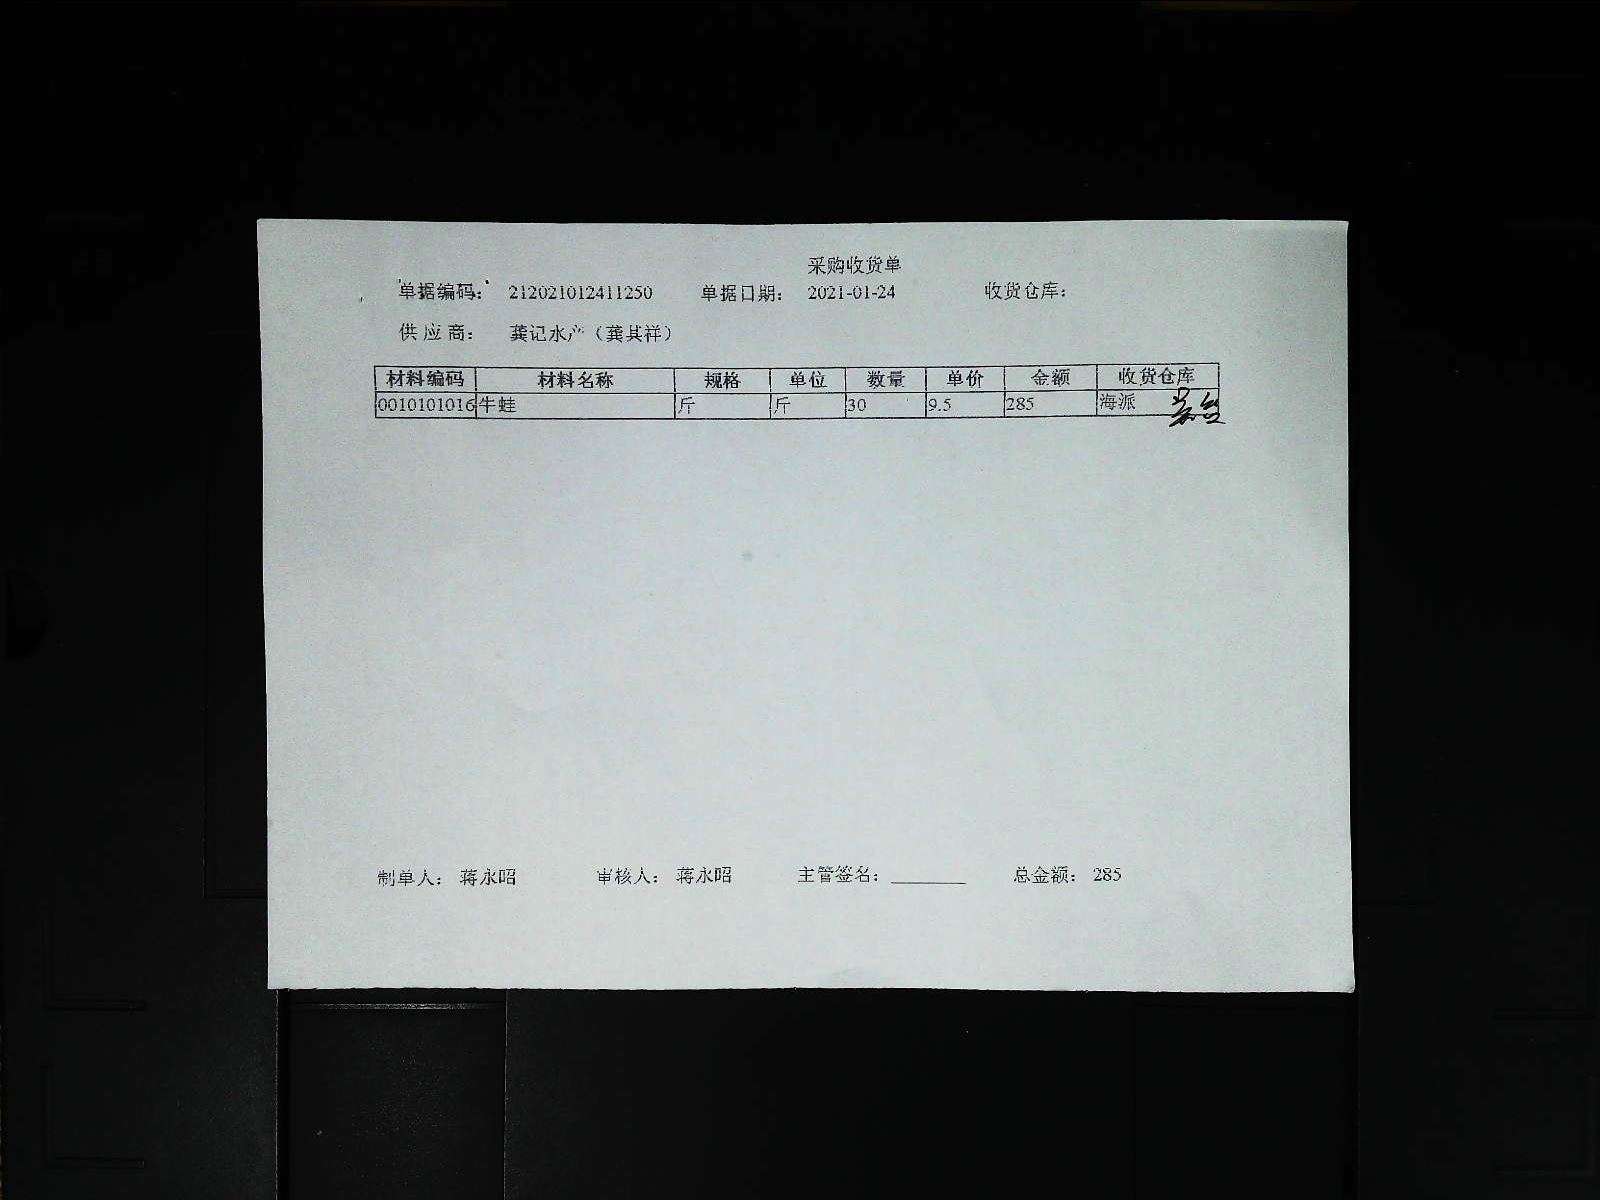 采购收货单
单据编码： 212021012411250 单据日期： 2021-01-24 收货仓库：
供应商： 龚记水产（龚其祥）
材料编码 材料名称 规格 单位 数量 单价 金额 收货仓库
0010101016 牛蛙 斤 斤 30 9.5 285 海派
制单人： 蒋永昭 审核人： 蒋永昭 主管签名：________ 总金额： 285